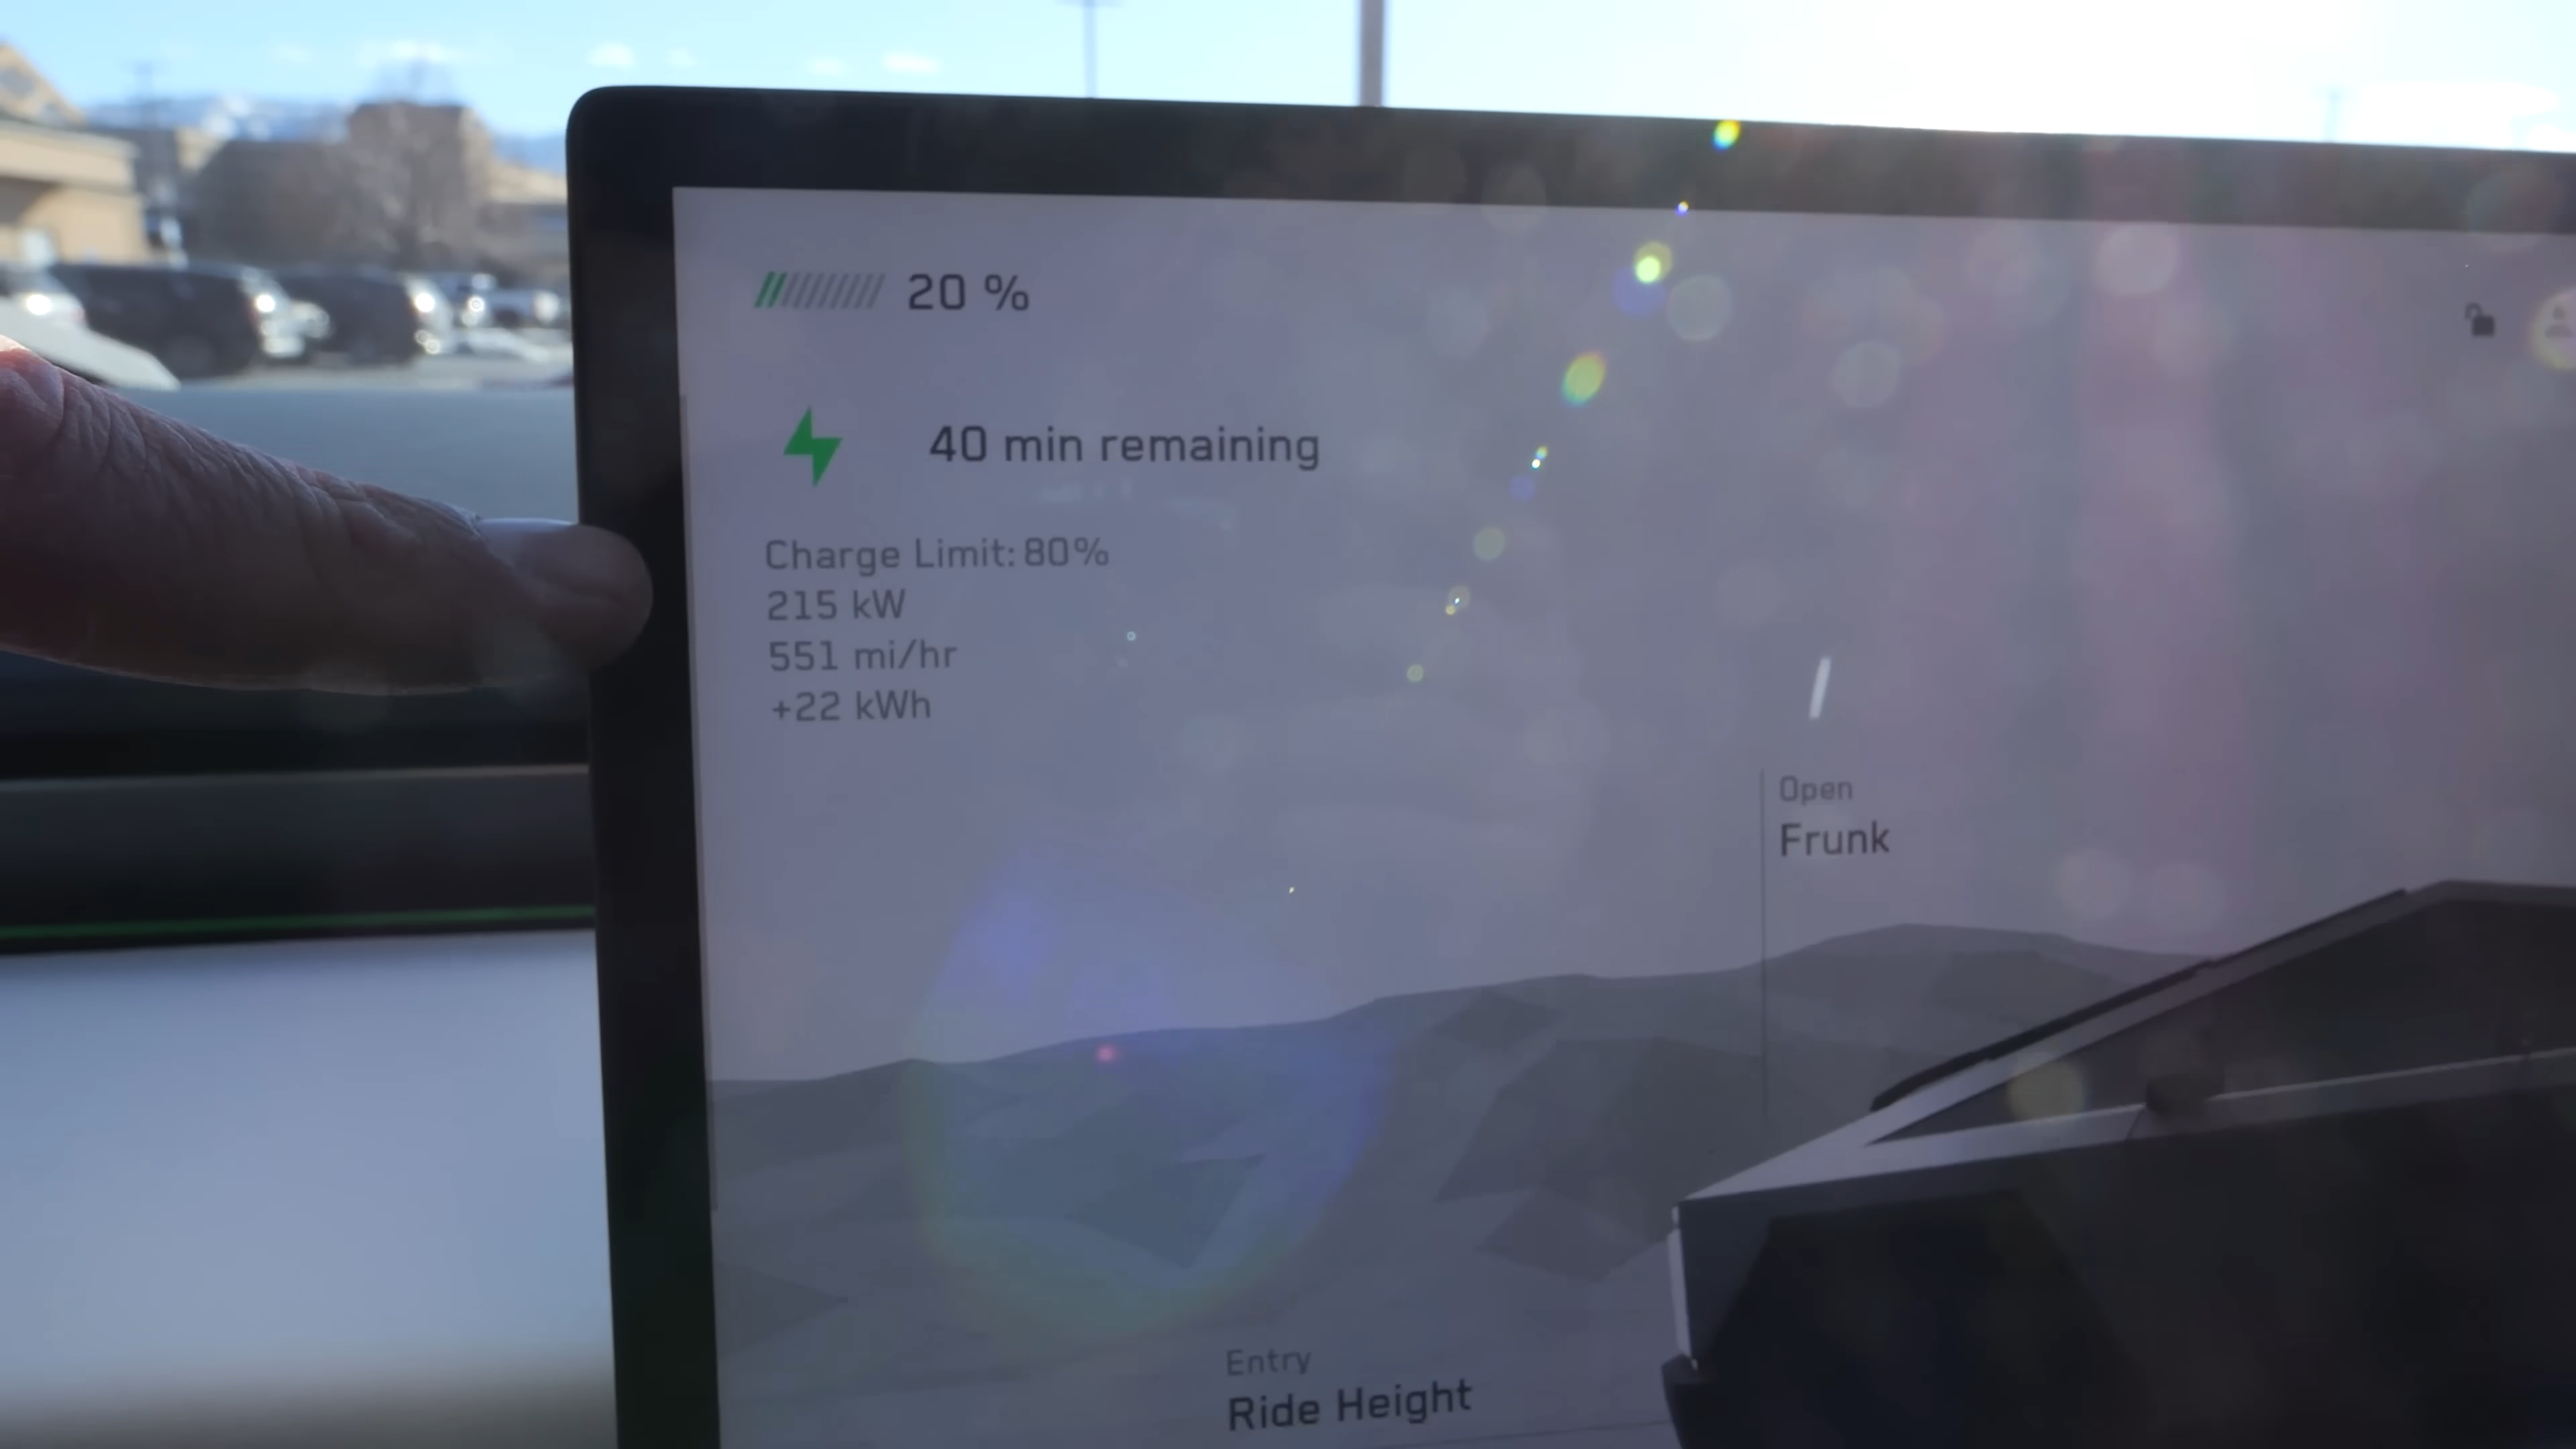 20 %
40 min remaining
Charge Limit: 80%
215 kW
551 mi/hr
+22 kWh
Open
Frunk
Entry
Ride Height